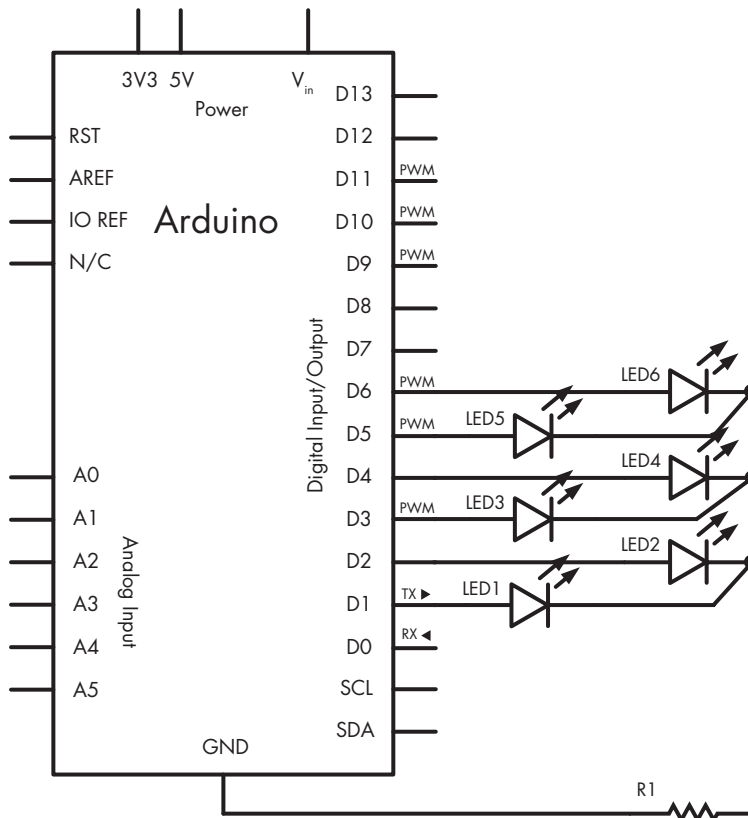 3V3 5V Vin
Power
D13
RST D12
AREF D11 PWM
IO REF Arduino D10 PWM
N/C D9 PWM
D8
D7
Digital Input/Output
LED6
D6 PWM
LED5
D5 PWM
LED4
A0 D4
LED3
A1 D3 PWM
LED2
A2 D2
Analog Input
LED1
A3 D1 TX ►
A4 D0 RX ◄
A5 SCL
SDA
GND
R1